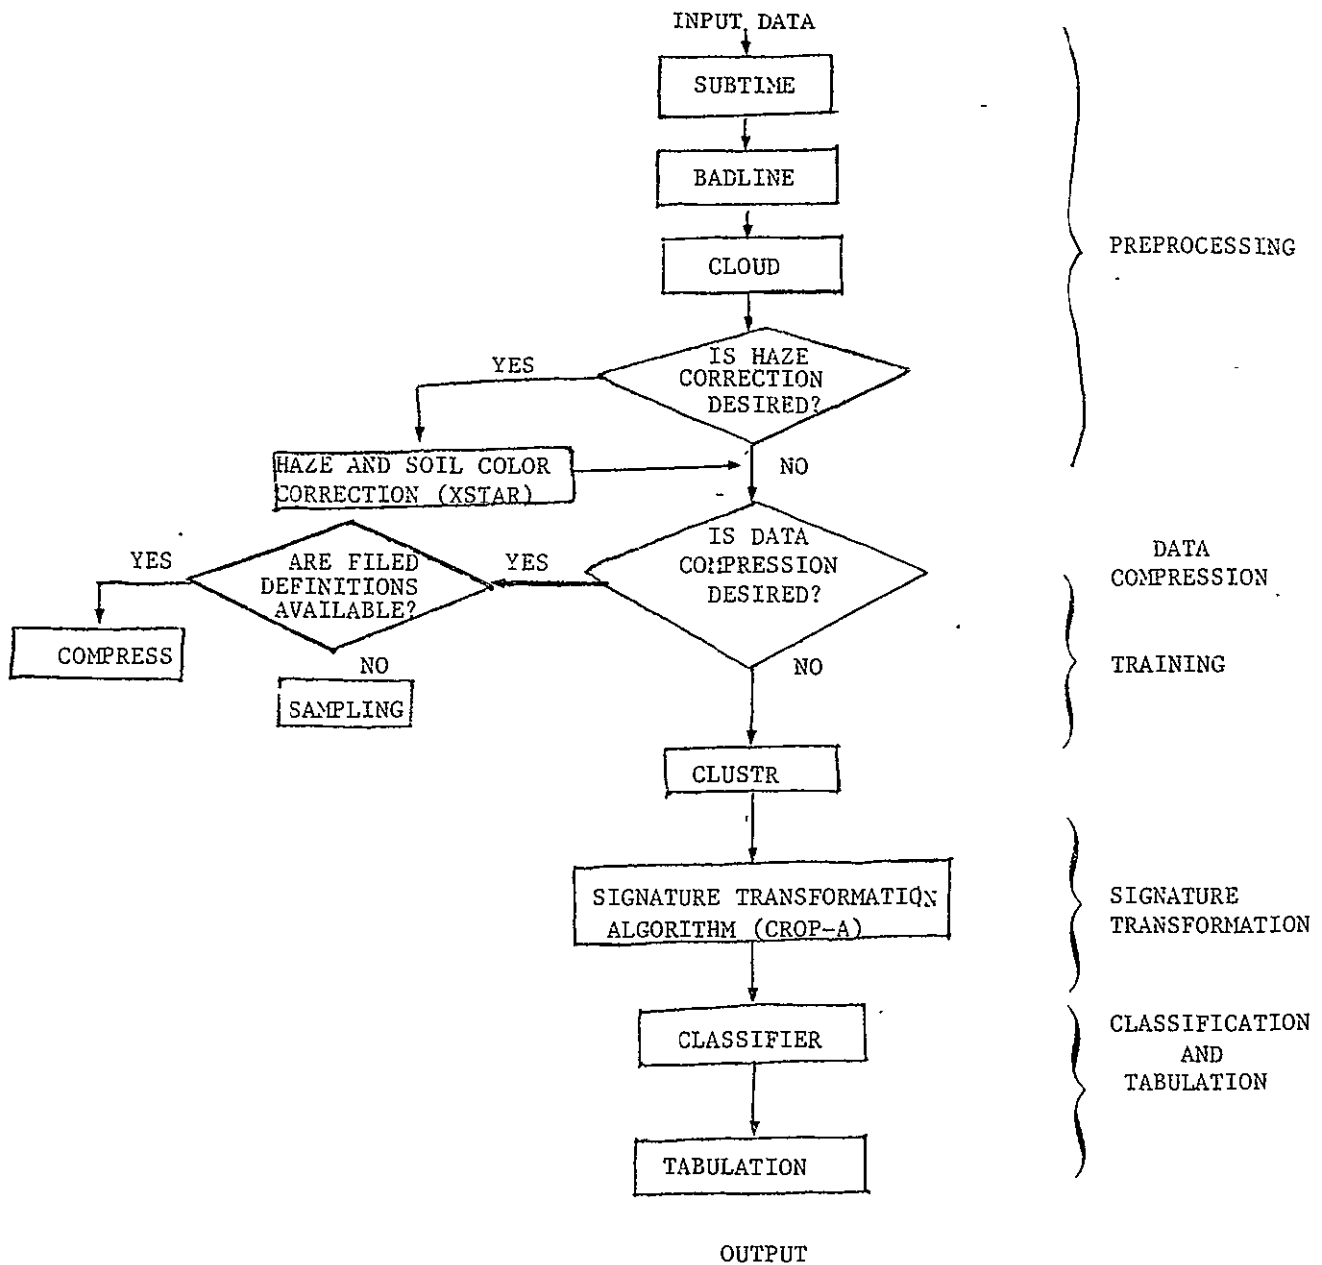 INPUT DATA
SUBTIME
BADLINE
CLOUD
PREPROCESSING
IS HAZE
CORRECTION
DESIRED?
YES
NO
HAZE AND SOIL COLOR
CORRECTION (XSTAR)
IS DATA
COMPRESSION
DESIRED?
YES
ARE FILED
DEFINITIONS
AVAILABLE?
YES
COMPRESS
NO
SAMPLING
NO
DATA
COMPRESSION
TRAINING
CLUSTR
SIGNATURE TRANSFORMATION
ALGORITHM (CROP-A)
SIGNATURE
TRANSFORMATION
CLASSIFIER
CLASSIFICATION
AND
TABULATION
TABULATION
OUTPUT